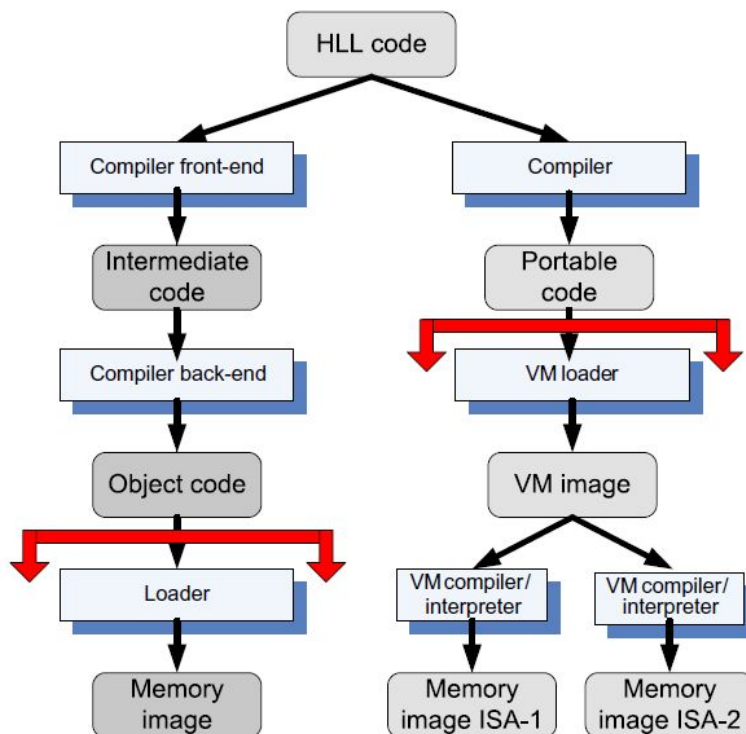 HLL code
Compiler front-end
Compiler
Intermediate
code
Portable
code
Compiler back-end
VM loader
Object code
VM image
Loader
VM compiler/
interpreter
VM compiler/
interpreter
Memory
image
Memory
image ISA-1
Memory
image ISA-2